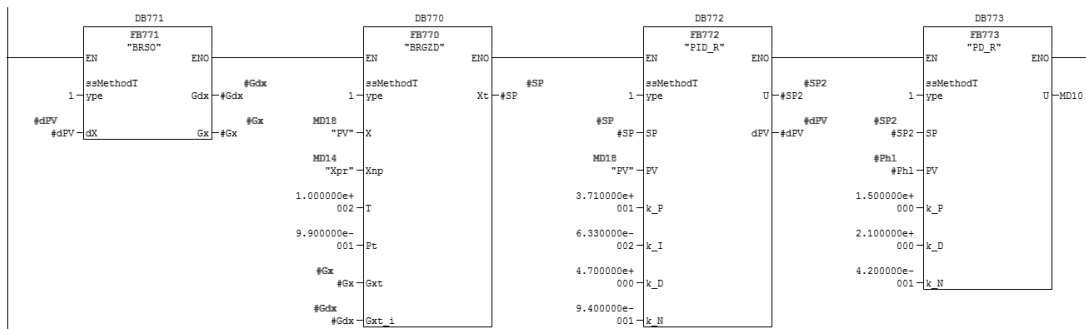 DB771
FB771
"BRSO"
EN
ENO
ssMethodT
1
ype
#Gdx
Gdx
#Gdx
#dPV
#dPV
dX
#Gx
Gx
#Gx
DB770
FB770
"BRGZD"
EN
ENO
ssMethodT
1
ype
#SP
Xt
#SP
MD18
"PV"
X
MD14
"Xpr"
Xnp
1.000000e+
002
T
9.900000e-
001
Pt
#Gx
#Gx
Gxt
#Gdx
#Gdx
Gxt_i
DB772
FB772
"PID_R"
EN
ENO
ssMethodT
1
ype
#SP2
U
#SP2
#SP
#SP
SP
#dPV
dPV
#dPV
MD18
"PV"
PV
3.710000e+
001
k_P
6.330000e-
002
k_I
4.700000e+
000
k_D
9.400000e-
001
k_N
DB773
FB773
"PD_R"
EN
ENO
ssMethodT
1
ype
U
MD10
#SP2
#SP2
SP
#Ph1
#Ph1
PV
1.500000e+
000
k_P
2.100000e+
000
k_D
4.200000e-
001
k_N